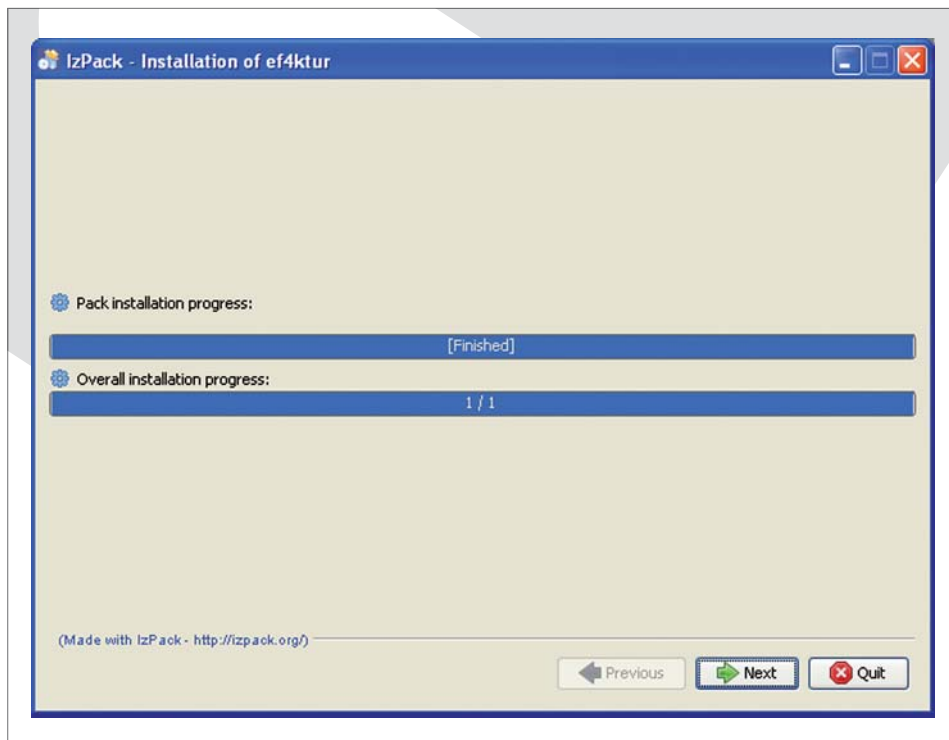 IzPack - Installation of ef4ktur
Pack installation progress:
[Finished]
Overall installation progress:
1 / 1
(Made with IzPack - http://izpack.org/)
Previous
Next
Quit